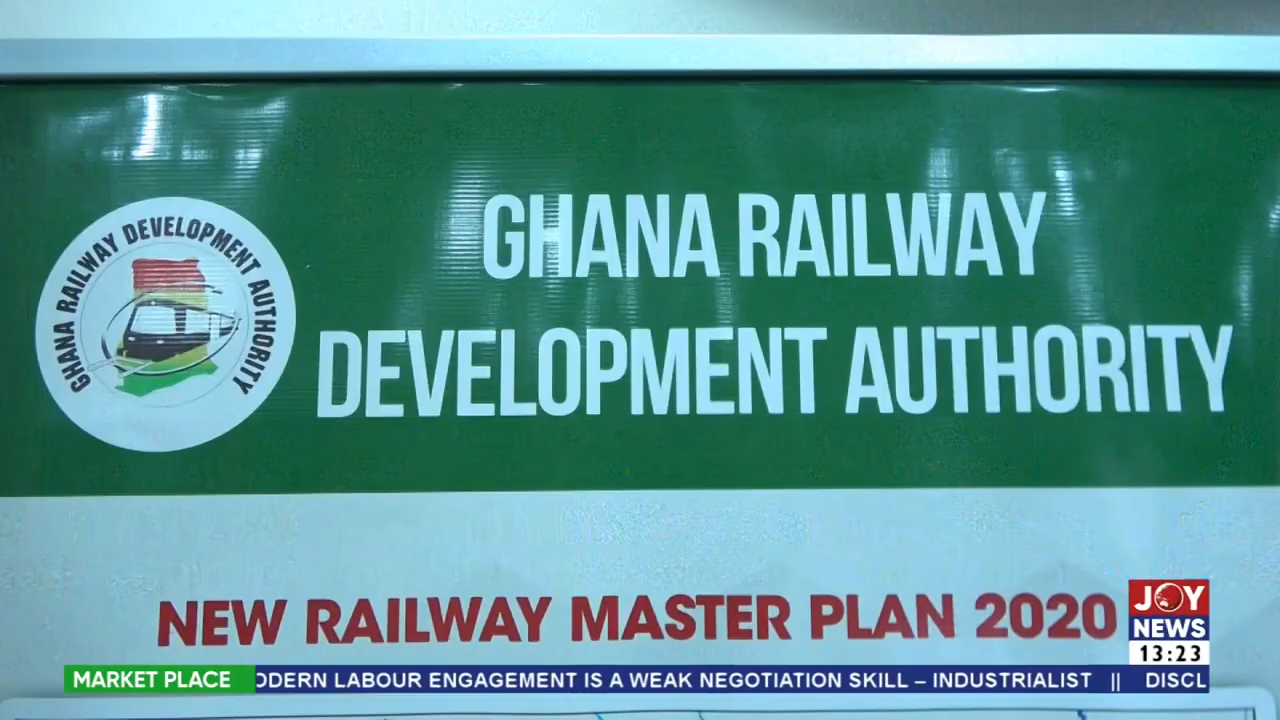 GHANA RAILWAY DEVELOPMENT AUTHORITY
GHANA RAILWAY
DEVELOPMENT AUTHORITY
NEW RAILWAY MASTER PLAN 2020
JOY
NEWS
13:23
MARKET PLACE
ODERN LABOUR ENGAGEMENT IS A WEAK NEGOTIATION SKILL – INDUSTRIALIST || DISCL